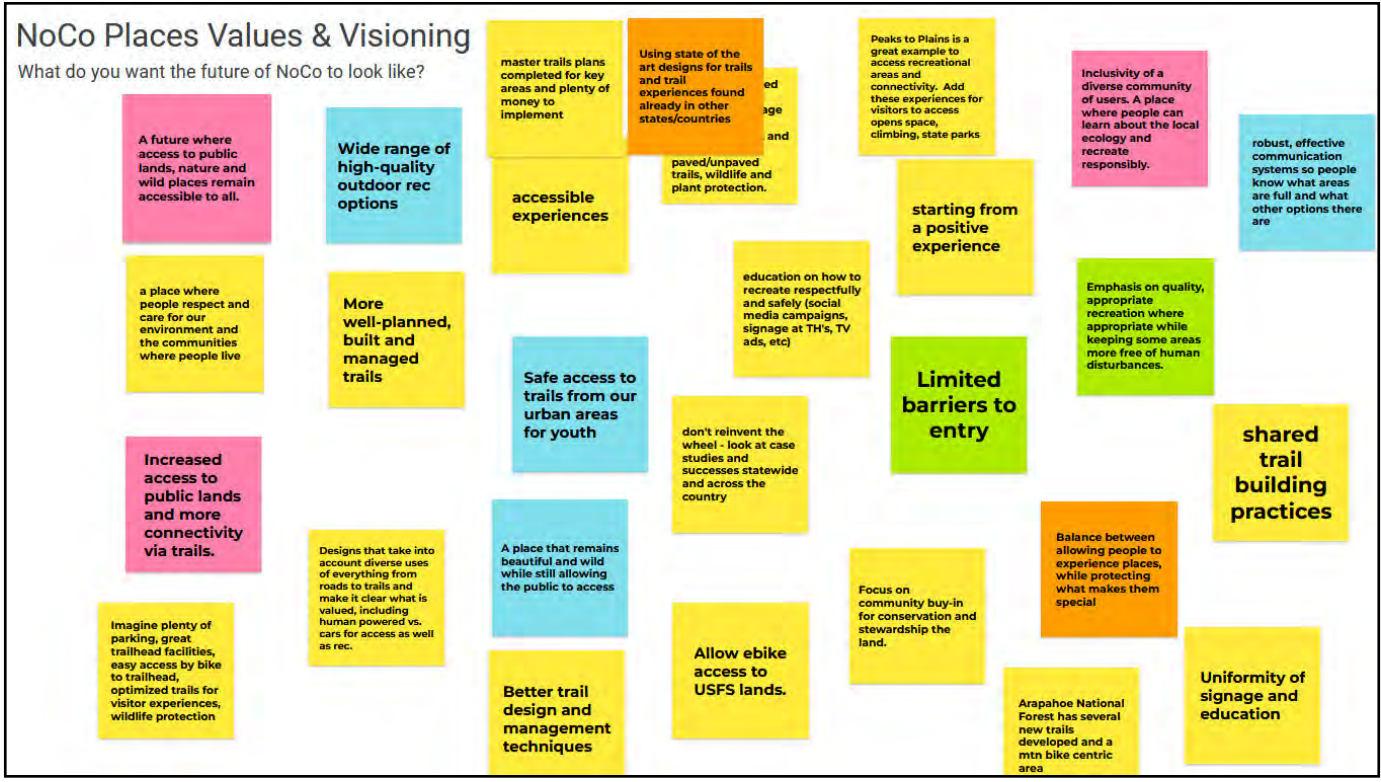 NoCo Places Values & Visioning
What do you want the future of NoCo to look like?
A future where
access to public
lands, nature and
wild places remain
accessible to all.
Wide range of
high-quality
outdoor rec
options
master trails plans
completed for key
areas and plenty of
money to
implement
Using state of the
art designs for trails
and trail
experiences found
already in other
states/countries
and
paved/unpaved
trails, wildlife and
plant protection.
Peaks to Plains is a
great example to
access recreational
areas and
connectivity. Add
these experiences for
visitors to access
opens space,
climbing, state parks
Inclusivity of a
diverse community
of users. A place
where people can
learn about the local
ecology and
recreate
responsibly.
robust, effective
communication
systems so people
know what areas
are full and what
other options there
are
accessible
experiences
starting from
a positive
experience
a place where
people respect and
care for our
environment and
the communities
where people live
More
well-planned,
built and
managed
trails
education on how to
recreate respectfully
and safely (social
media campaigns,
signage at TH's, TV
ads, etc)
Emphasis on quality,
appropriate
recreation where
appropriate while
keeping some areas
more free of human
disturbances.
Safe access to
trails from our
urban areas
for youth
Limited
barriers to
entry
don't reinvent the
wheel - look at case
studies and
successes statewide
and across the
country
shared
trail
building
practices
Increased
access to
public lands
and more
connectivity
via trails.
Designs that take into
account diverse uses
of everything from
roads to trails and
make it clear what is
valued, including
human powered vs.
cars for access as well
as rec.
A place that remains
beautiful and wild
while still allowing
the public to access
Balance between
allowing people to
experience places,
while protecting
what makes them
special
Focus on
community buy-in
for conservation and
stewardship the
land.
Imagine plenty of
parking, great
trailhead facilities,
easy access by bike
to trailhead,
optimized trails for
visitor experiences,
wildlife protection
Allow ebike
access to
USFS lands.
Better trail
design and
management
techniques
Arapahoe National
Forest has several
new trails
developed and a
mtn bike centric
area
Uniformity of
signage and
education